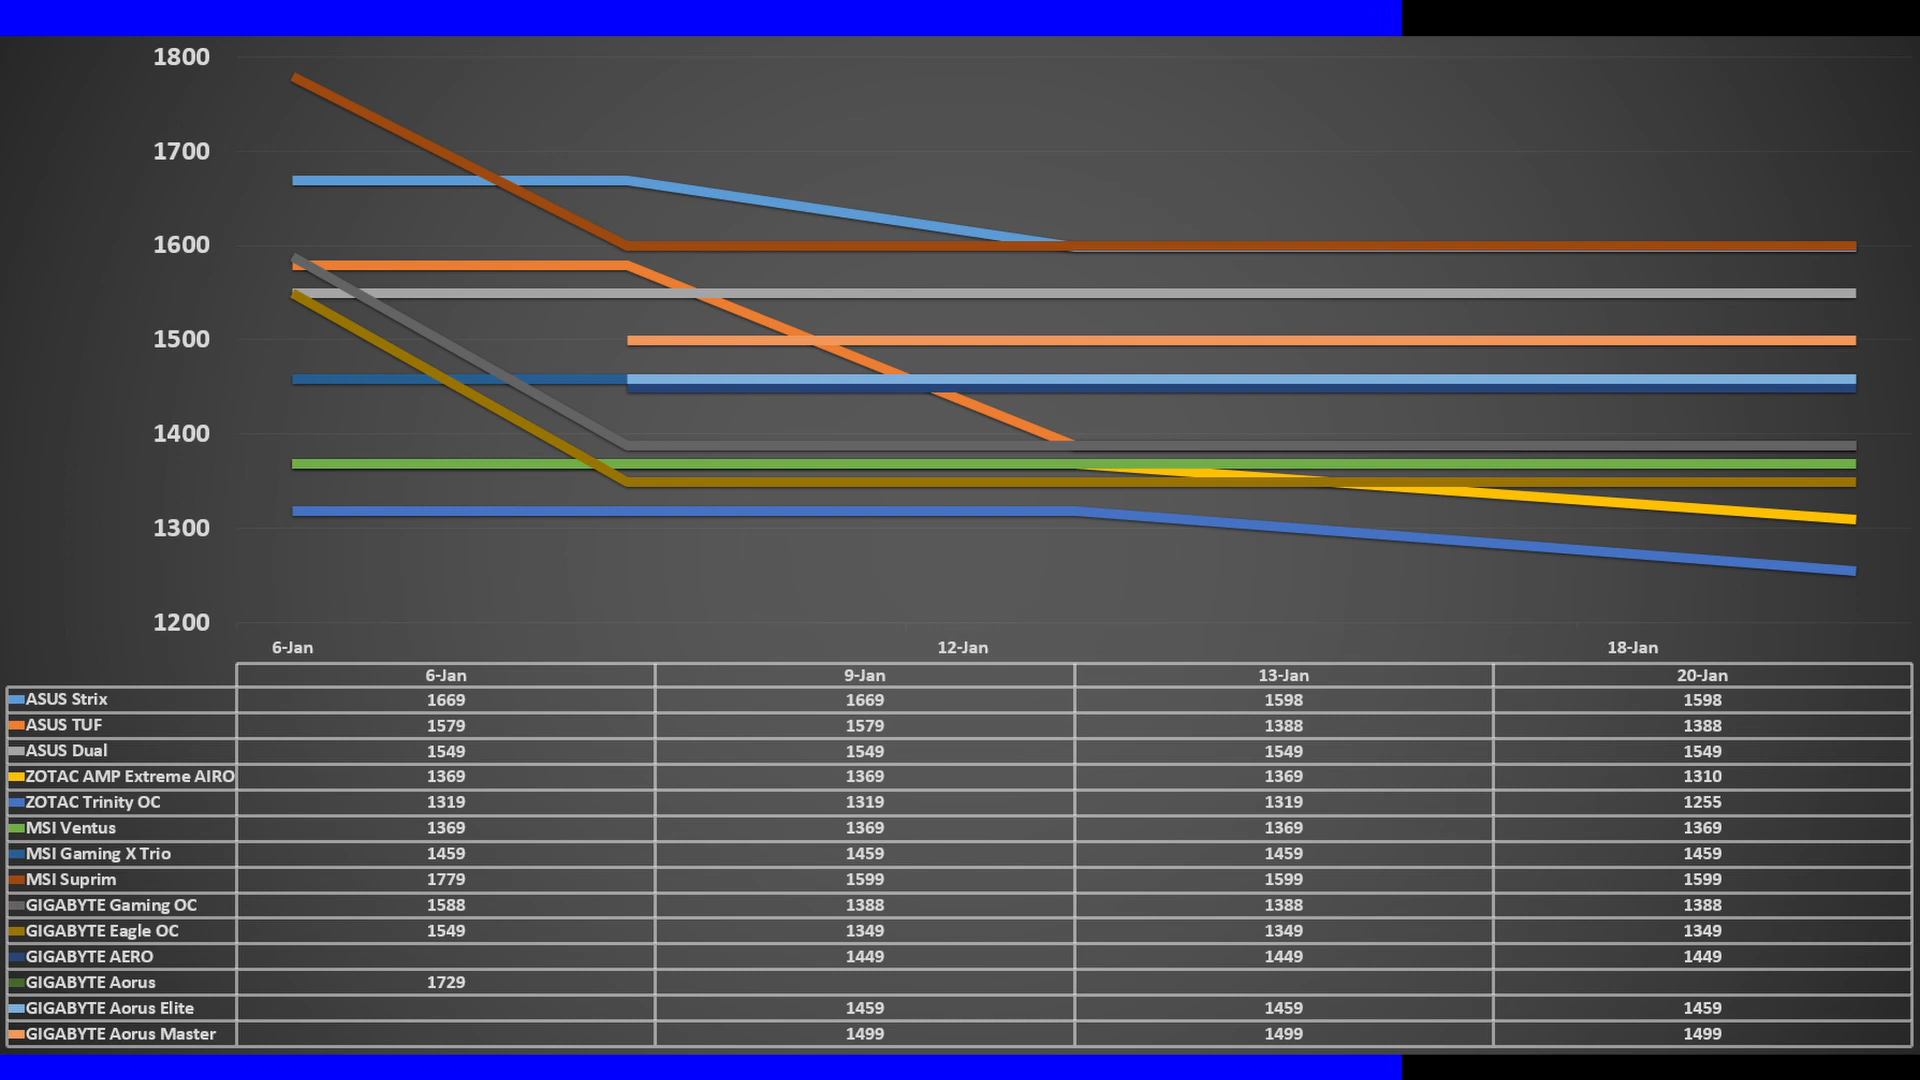 1800
1700
1600
1500
1400
1300
1200
6-Jan 12-Jan 18-Jan
6-Jan 9-Jan 13-Jan 20-Jan
ASUS Strix 1669 1669 1598 1598
ASUS TUF 1579 1579 1388 1388
ASUS Dual 1549 1549 1549 1549
ZOTAC AMP Extreme AIRO 1369 1369 1369 1310
ZOTAC Trinity OC 1319 1319 1319 1255
MSI Ventus 1369 1369 1369 1369
MSI Gaming X Trio 1459 1459 1459 1459
MSI Suprim 1779 1599 1599 1599
GIGABYTE Gaming OC 1588 1388 1388 1388
GIGABYTE Eagle OC 1549 1349 1349 1349
GIGABYTE AERO 1449 1449 1449
GIGABYTE Aorus 1729
GIGABYTE Aorus Elite 1459 1459 1459
GIGABYTE Aorus Master 1499 1499 1499